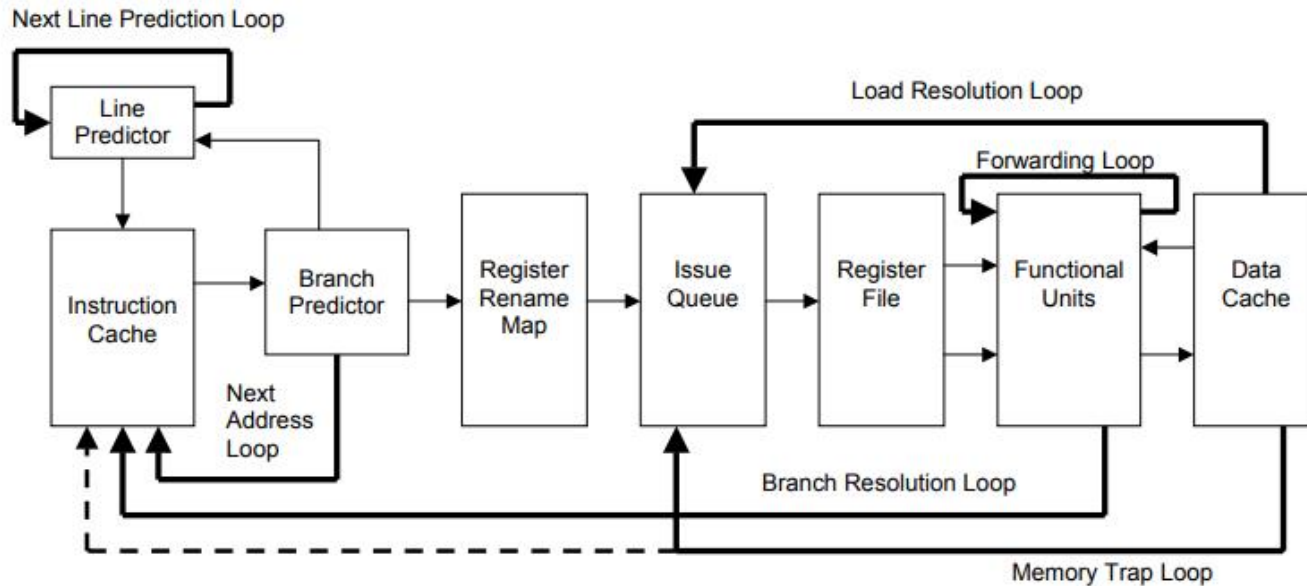 Next Line Prediction Loop
Line
Predictor
Load Resolution Loop
Forwarding Loop
Instruction
Cache
Branch
Predictor
Register
Rename
Map
Issue
Queue
Register
File
Functional
Units
Data
Cache
Next
Address
Loop
Branch Resolution Loop
Memory Trap Loop